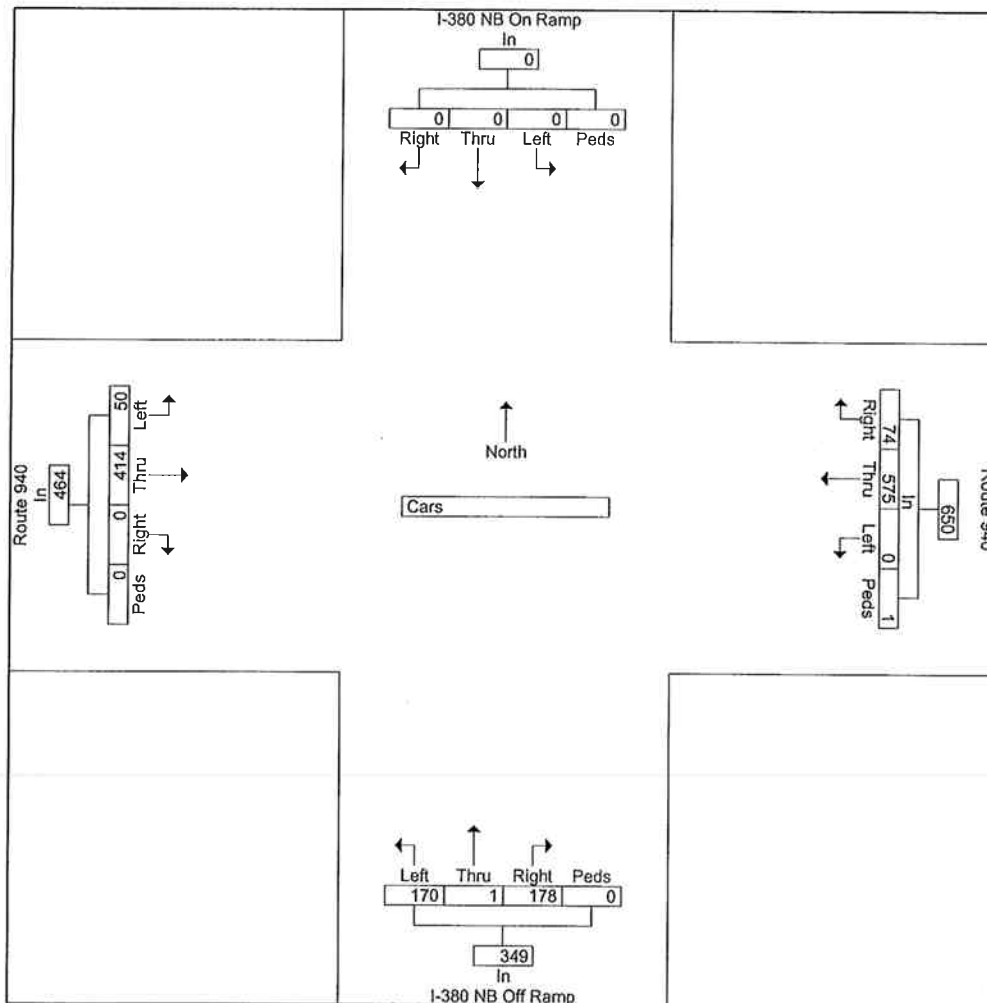 I-380 NB On Ramp
In
0
0 0 0 0
Right Thru Left Peds
Route 940
In
464
50 414 0 0
Left Thru Right Peds
North
Cars
Right Thru Left Peds
74 575 0 1
In
650
Route 940
Left Thru Right Peds
170 1 178 0
349
In
I-380 NB Off Ramp